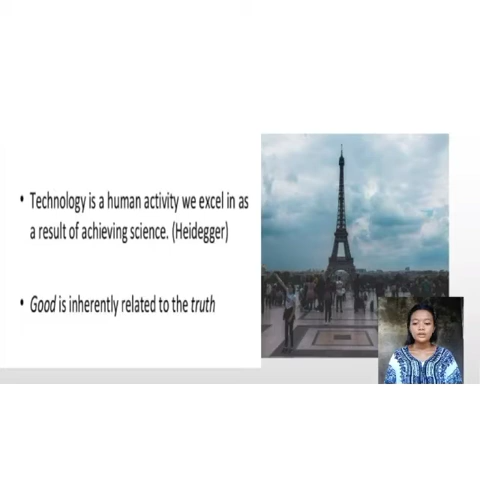 • Technology is a human activity we excel in as
a result of achieving science. (Heidegger)
• Good is inherently related to the truth